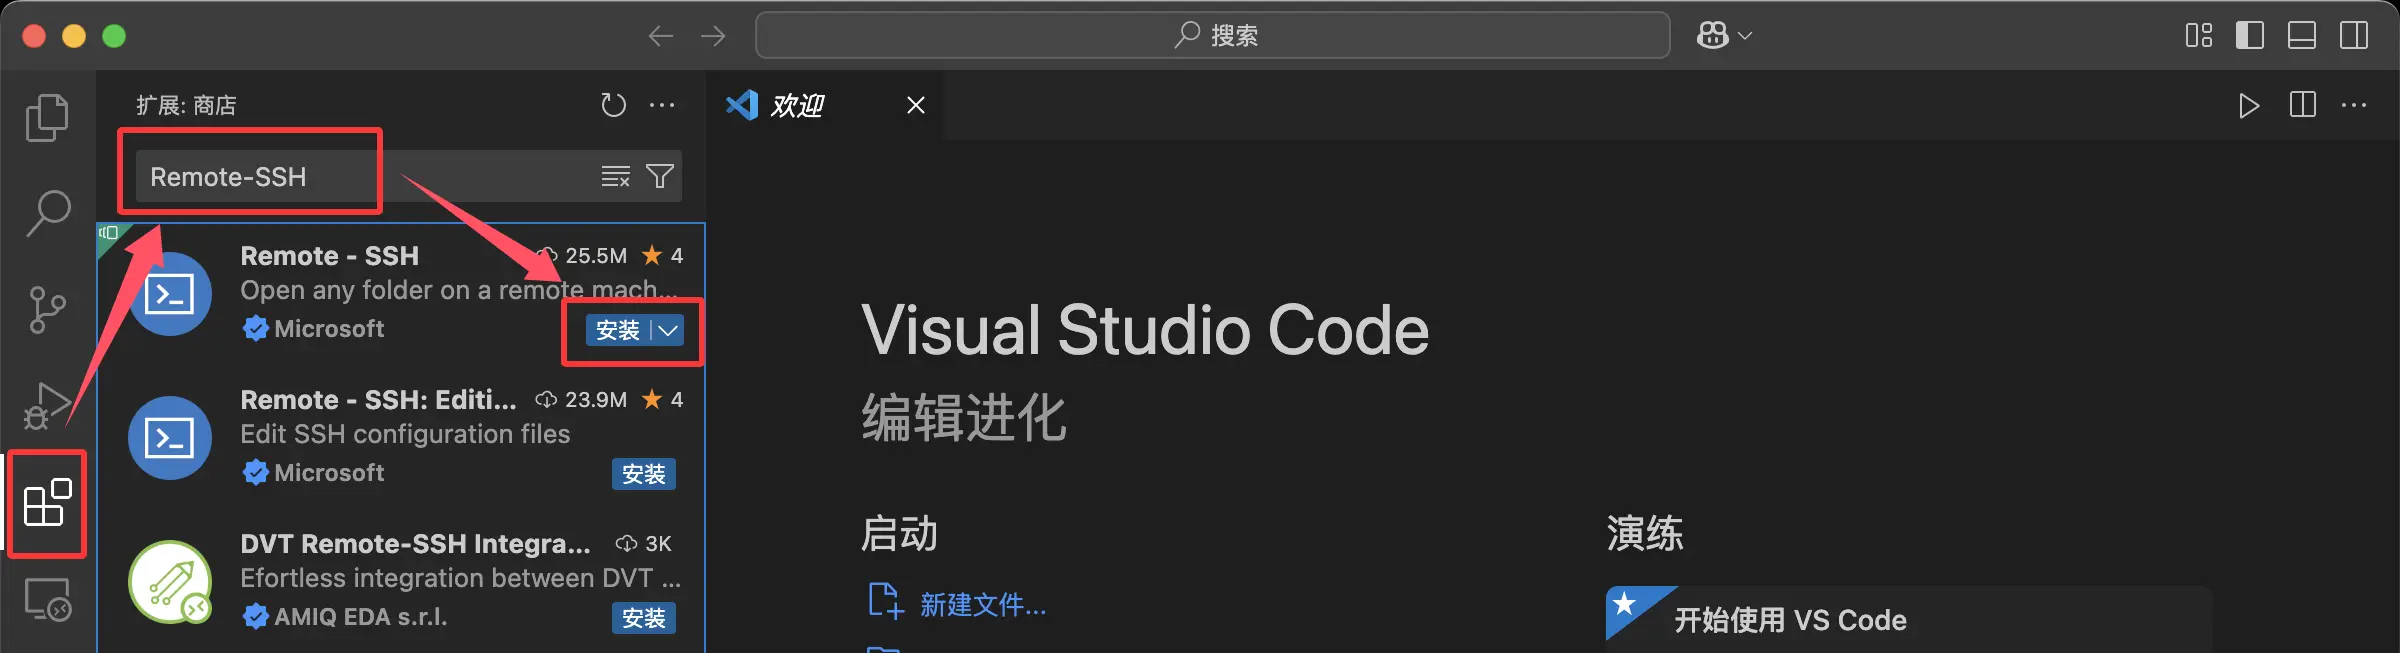 搜索
扩展: 商店
Remote-SSH
Remote - SSH 25.5M 4
Open any folder on a remote mach...
Microsoft 安装
Remote - SSH: Editi... 23.9M 4
Edit SSH configuration files
Microsoft 安装
DVT Remote-SSH Integra... 3K
Efortless integration between DVT ...
AMIQ EDA s.r.l. 安装
欢迎
Visual Studio Code
编辑进化
启动
新建文件...
演练
开始使用 VS Code